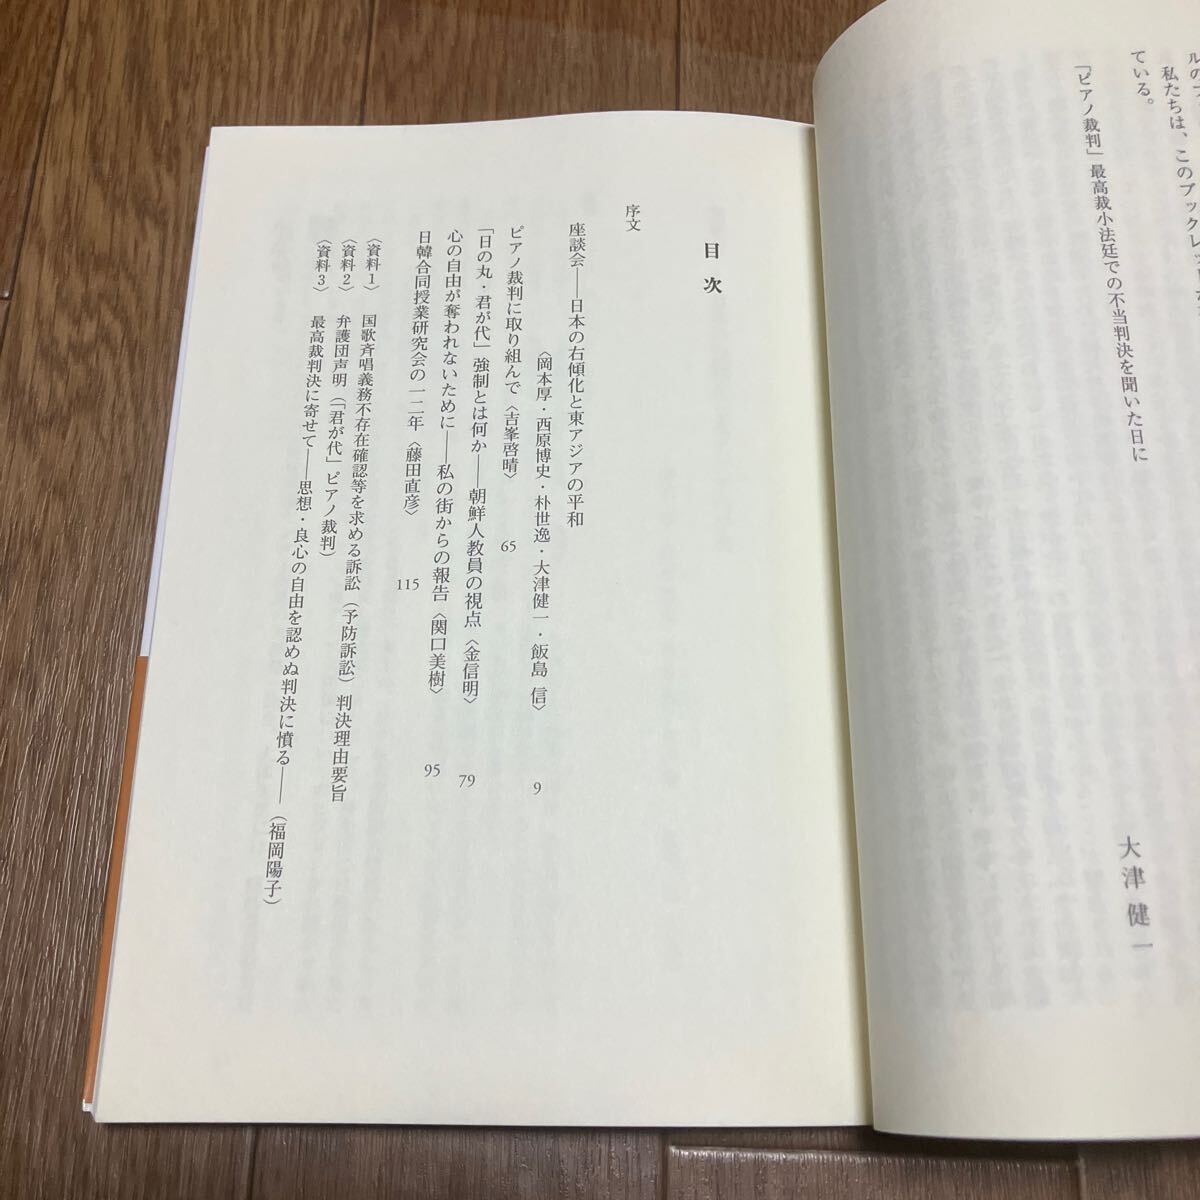 私たちは、このブックレッ
ている。
「ピアノ裁判」最高裁小法廷での不当判決を聞いた日に
大津健一
目次
序文
座談会――日本の右傾化と東アジアの平和
〈岡本厚・西原博史・朴世逸・大津健一・飯島 信〉 9
ピアノ裁判に取り組んで〈吉峯啓晴〉 65
「日の丸・君が代」強制とは何か――朝鮮人教員の視点〈金信明〉 79
心の自由が奪われないために――私の街からの報告〈関口美樹〉 95
日韓合同授業研究会の一二年〈藤田直彦〉 115
〈資料1〉 国歌斉唱義務不存在確認等を求める訴訟（予防訴訟）判決理由要旨
〈資料2〉 弁護団声明（「君が代」ピアノ裁判）
〈資料3〉 最高裁判決に寄せて――思想・良心の自由を認めぬ判決に憤る――（福岡陽子）